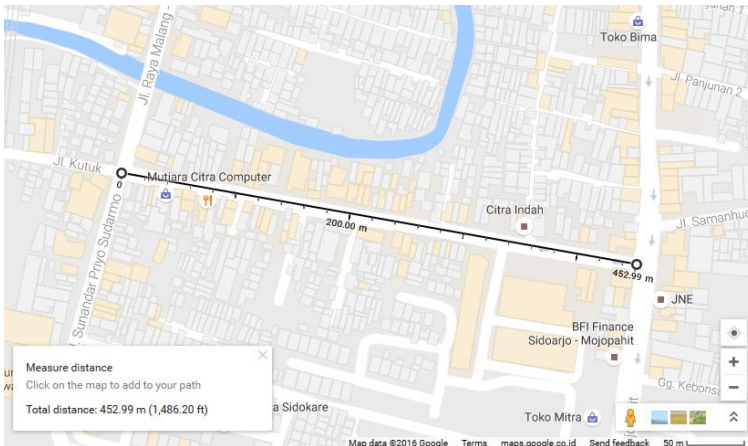 Toko Bima
Jl. Panjunan 2
Jl. Raya Malang -
Jl. Kutuk
0
Mutiara Citra Computer
200.00 m
Citra Indah
Jl. Samanhud
452.99 m
Sunandar Priyo Sudarmo
JNE
BFI Finance
Sidoarjo - Mojopahit
Gg. Kebonsa
Measure distance
Click on the map to add to your path
Total distance: 452.99 m (1,486.20 ft)
a Sidokare
Toko Mitra
Map data ©2016 Google Terms maps.google.co.id Send feedback 50 m